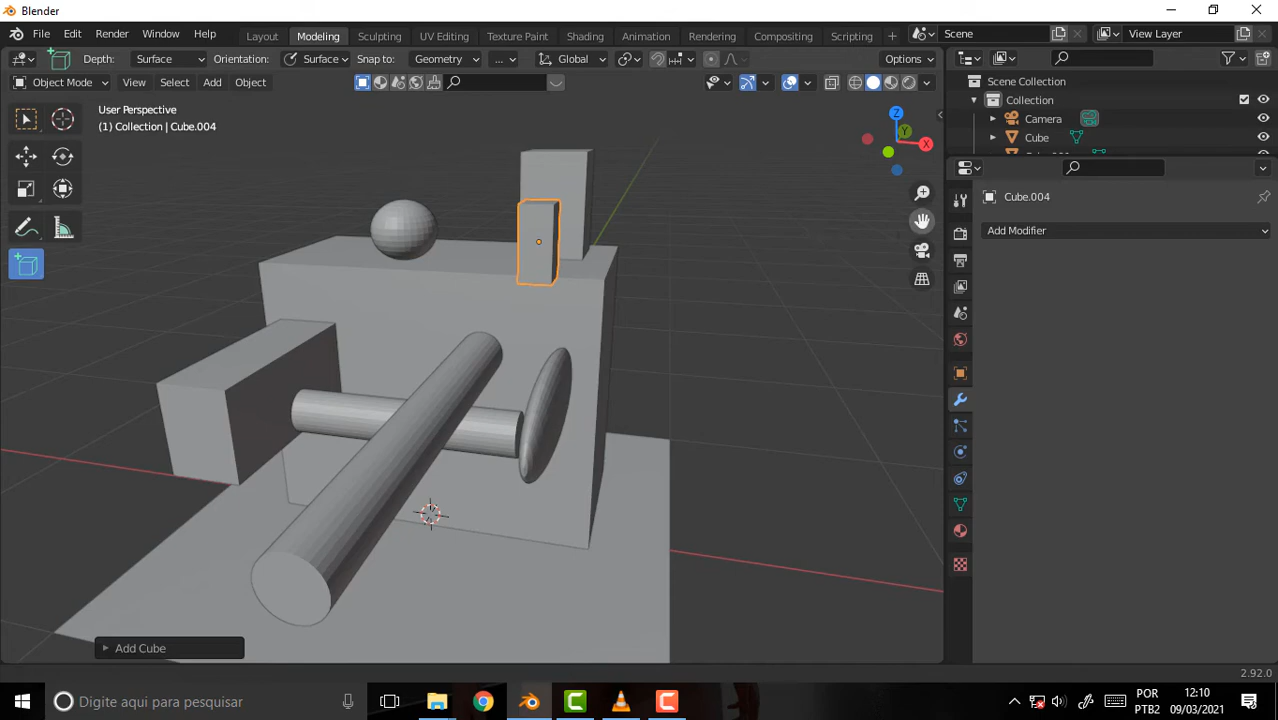 Blender
File Edit Render Window Help Layout Modeling Sculpting UV Editing Texture Paint Shading Animation Rendering Compositing Scripting + Scene View Layer
Depth: Surface Orientation: Surface Snap to: Geometry ... Global Options
Object Mode View Select Add Object
User Perspective
(1) Collection | Cube.004
Z
Y
X
Scene Collection
Collection
Camera
Cube
Cube.004
Add Modifier
Add Cube
2.92.0
Digite aqui para pesquisar
POR
PTB2
12:10
09/03/2021